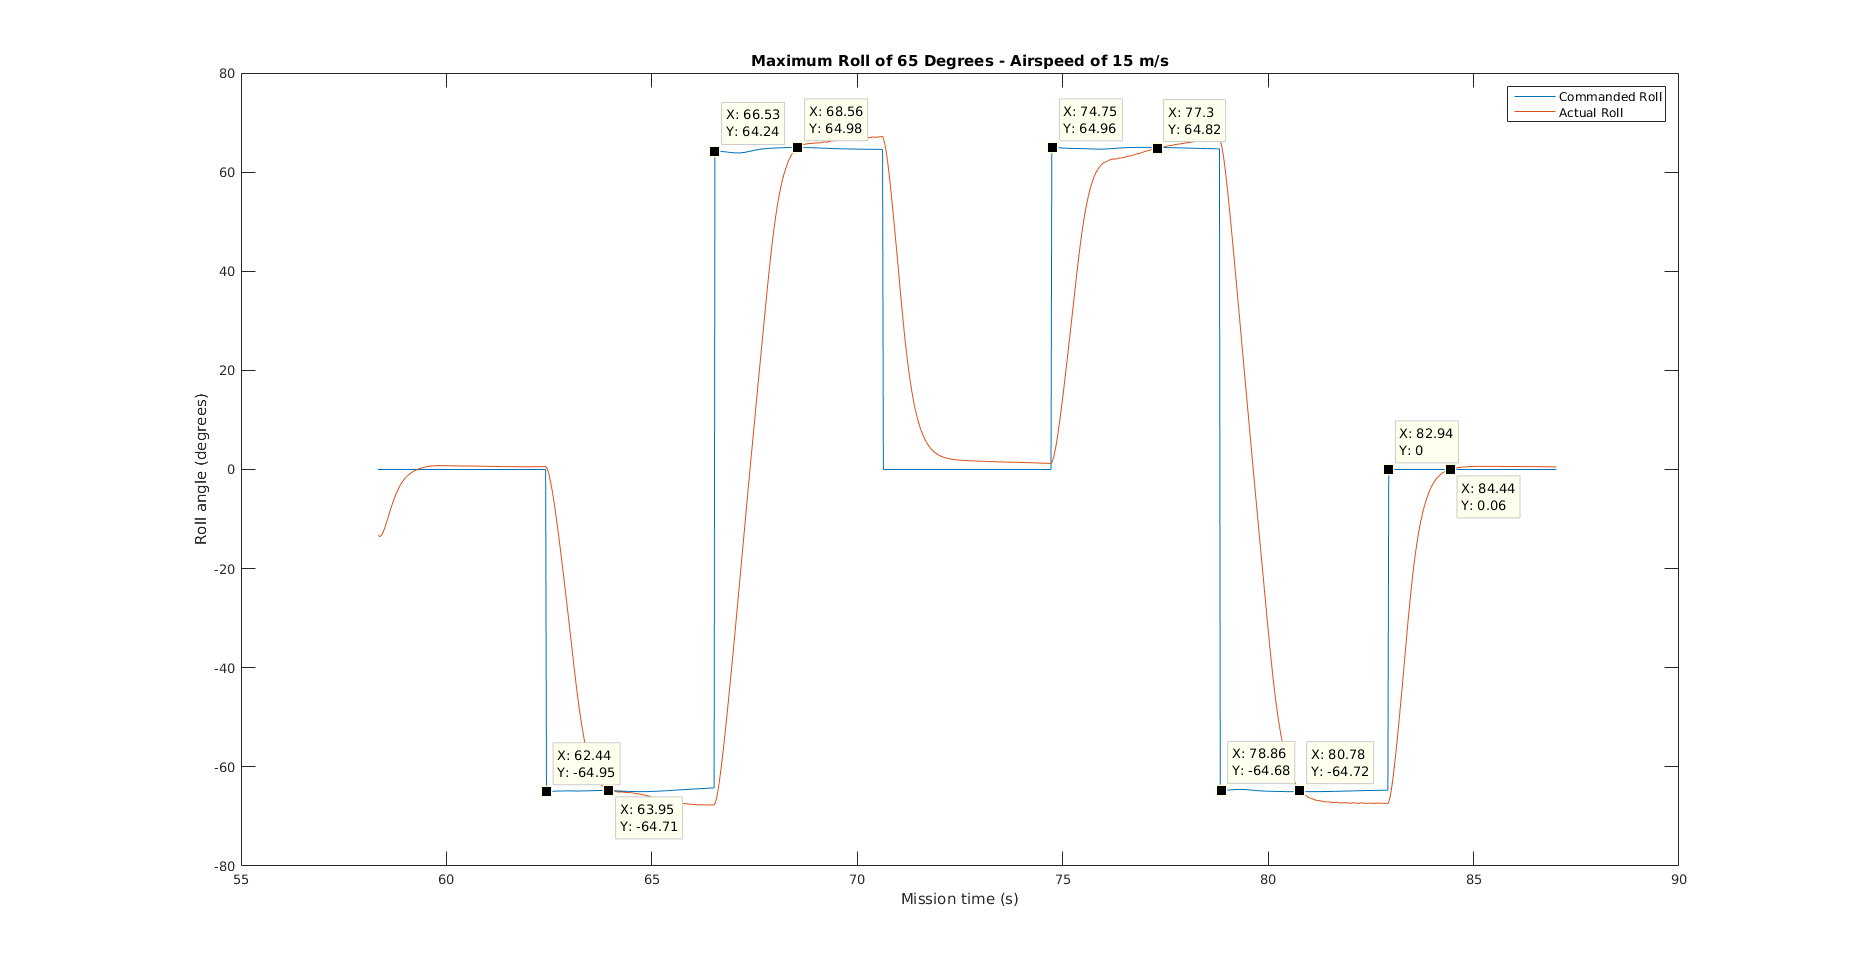 Maximum Roll of 65 Degrees - Airspeed of 15 m/s
Commanded Roll
Actual Roll
X: 66.53
Y: 64.24
X: 68.56
Y: 64.98
X: 74.75
Y: 64.96
X: 77.3
Y: 64.82
X: 82.94
Y: 0
X: 84.44
Y: 0.06
X: 62.44
Y: -64.95
X: 63.95
Y: -64.71
X: 78.86
Y: -64.68
X: 80.78
Y: -64.72
Roll angle (degrees)
80
60
40
20
0
-20
-40
-60
-80
55
60
65
70
75
80
85
90
Mission time (s)